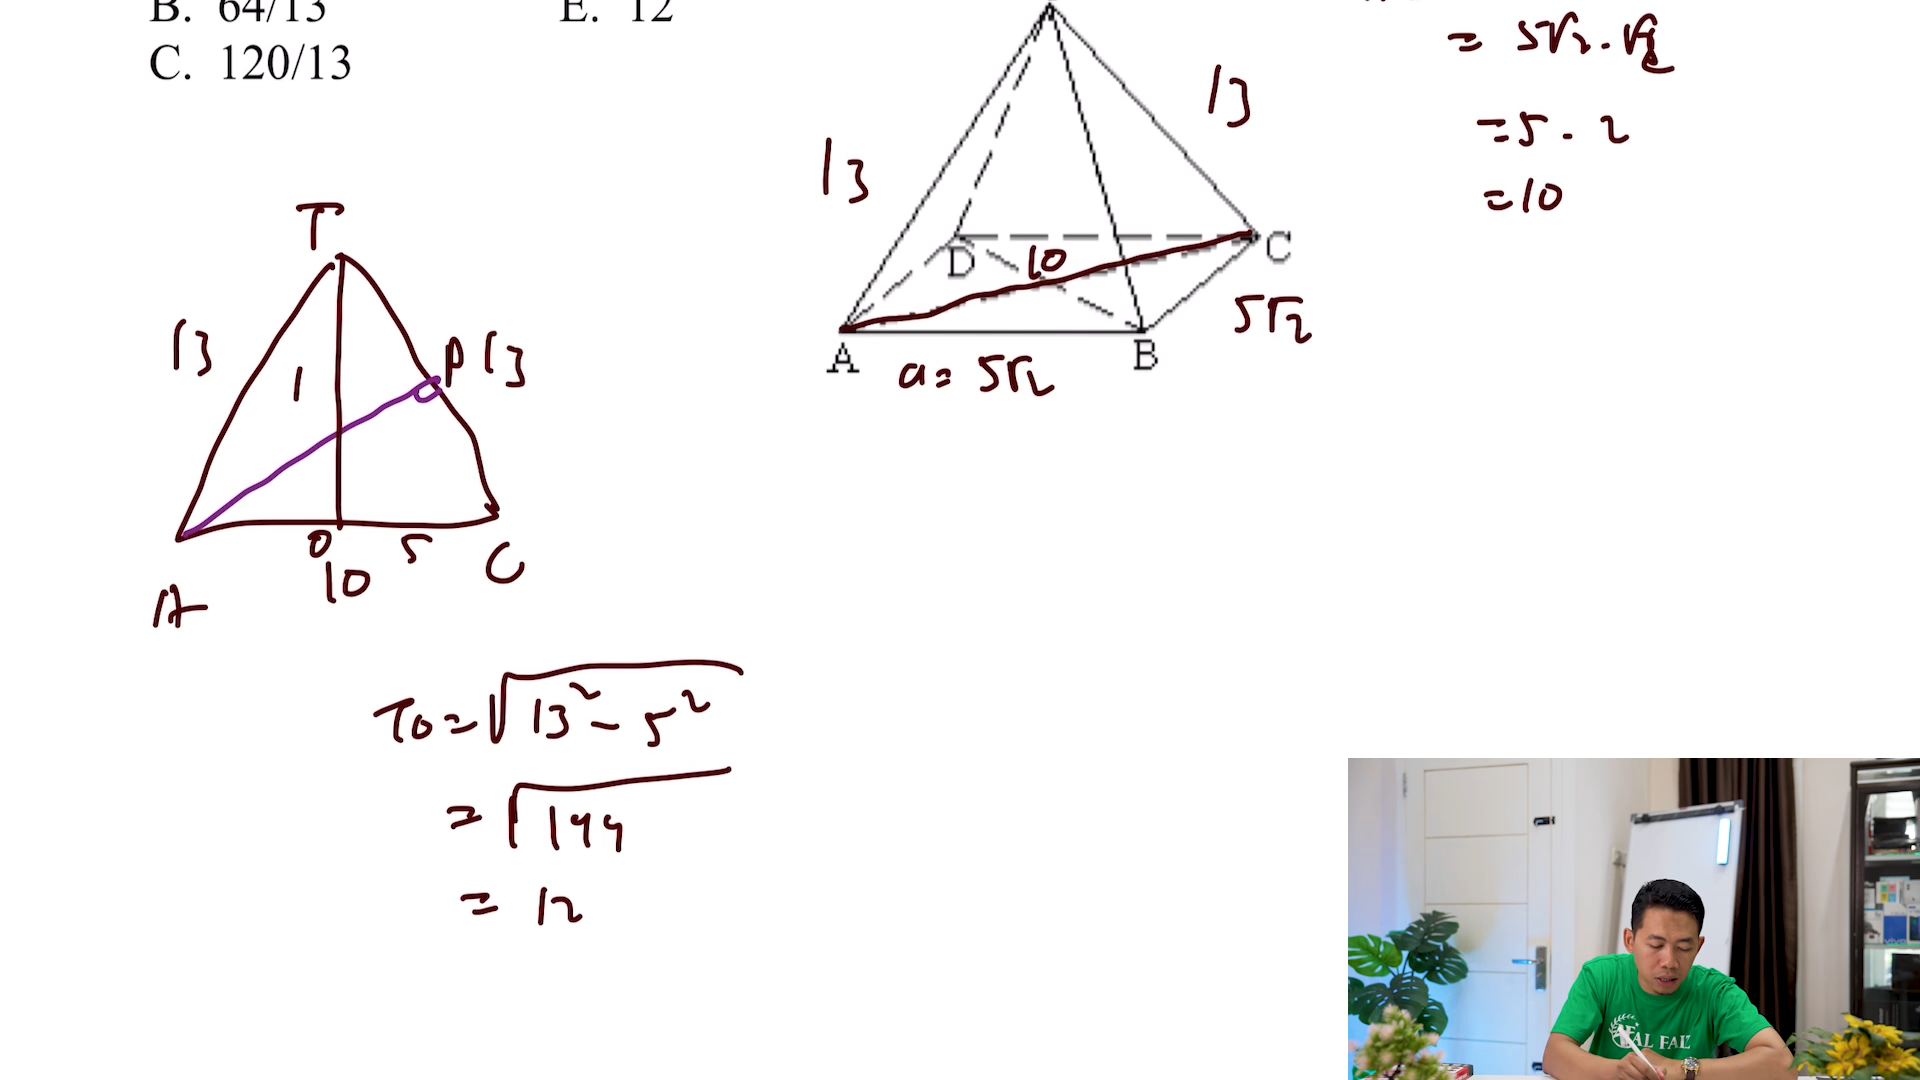 B. 64/13
E. 12
C. 120/13
= 5√2 . √2
= 5 . 2
= 10
13
13
D
10
C
5√2
A
B
a = 5√2
T
13
1
P
13
O
5
10
C
A
TO = √13² - 5²
= √144
= 12
AL FAL